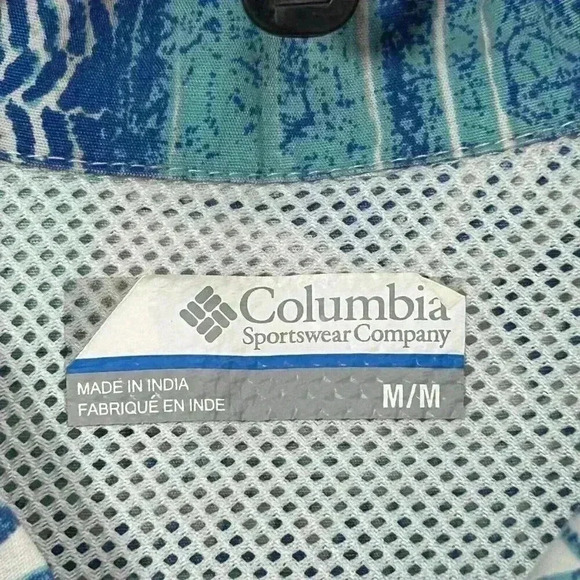 Columbia
Sportswear Company
MADE IN INDIA
FABRIQUÉ EN INDE
M/M